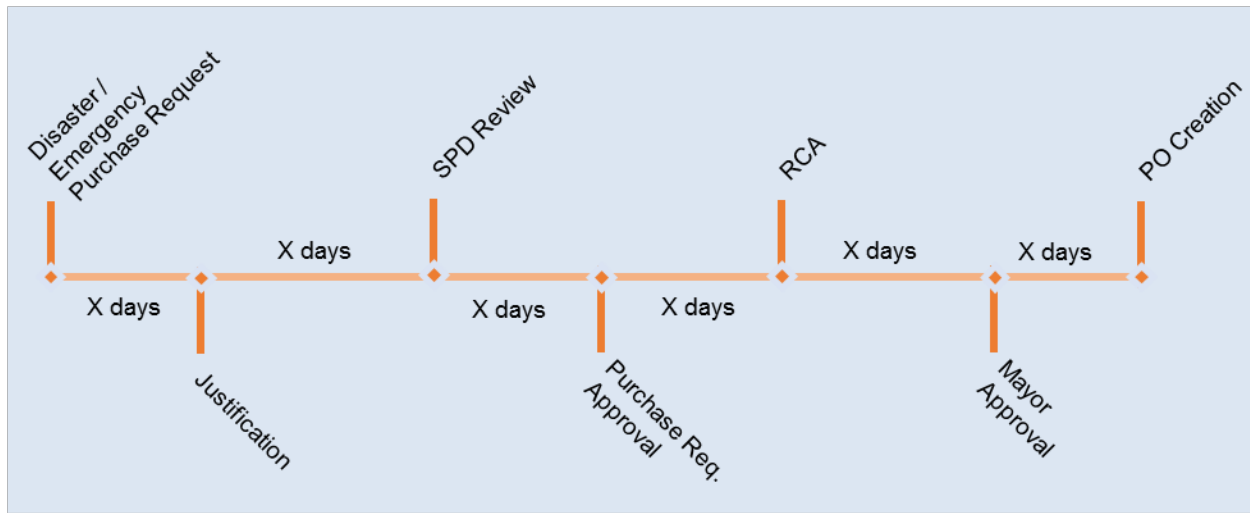 Disaster /
Emergency
Purchase Request
SPD Review
RCA
PO Creation
X days
X days
X days
X days
X days
X days
Justification
Purchase Req.
Approval
Mayor
Approval